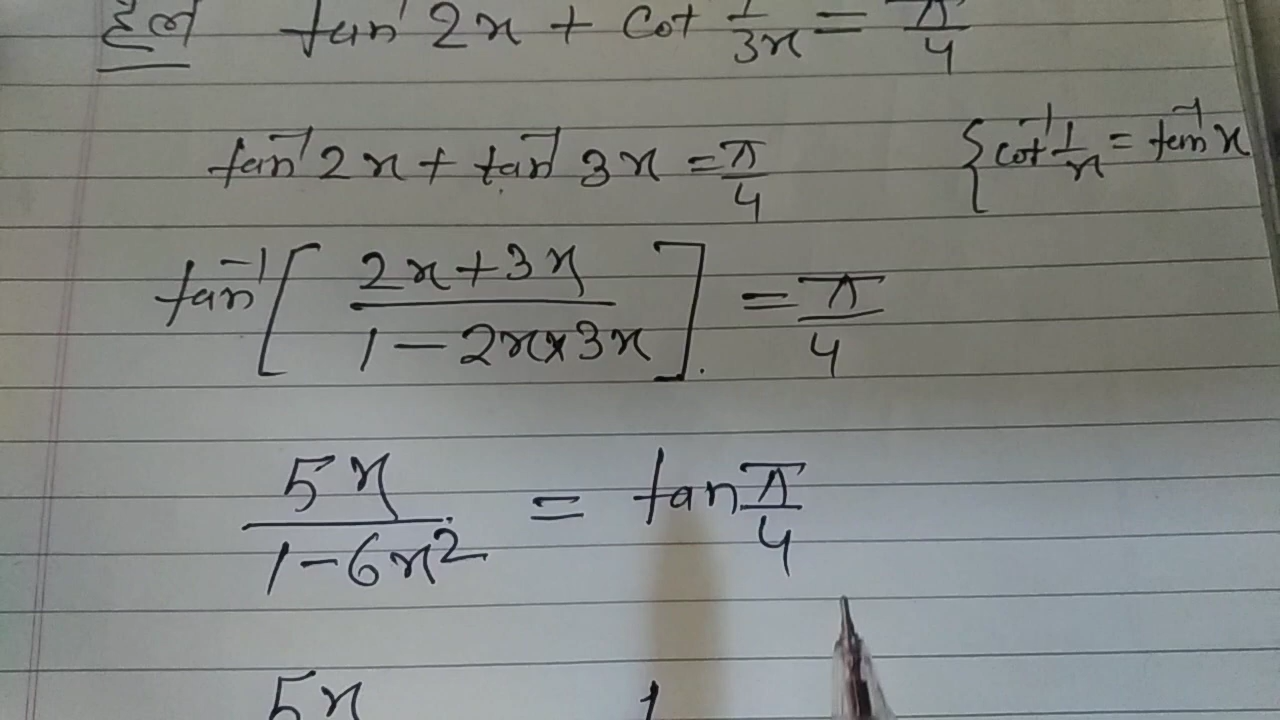 हल tan⁻¹ 2x + cot 1/3x = π/4
tan⁻¹ 2x + tan⁻¹ 3x = π/4 { cot⁻¹ 1/x = tan⁻¹ x
tan⁻¹ [ (2x+3x)/(1-2x×3x) ] = π/4
5x/(1-6x²) = tan π/4
5x 1